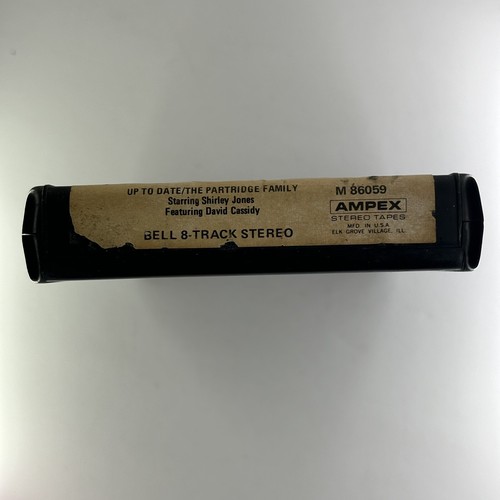 UP TO DATE/THE PARTRIDGE FAMILY
Starring Shirley Jones
Featuring David Cassidy
BELL 8-TRACK STEREO
M 86059
AMPEX
STEREO TAPES
MFD IN U.S.A
ELK GROVE VILLAGE, ILL.